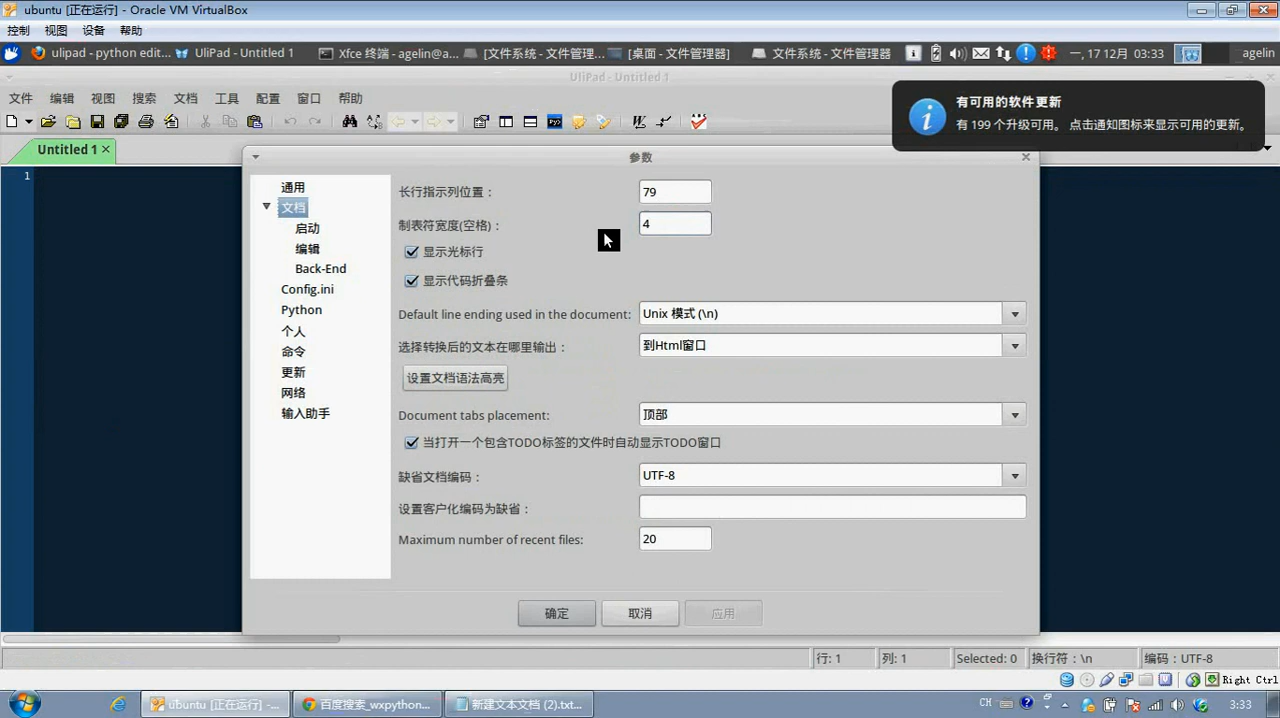 ubuntu [正在运行] - Oracle VM VirtualBox
控制 视图 设备 帮助
ulipad - python edit... UliPad - Untitled 1 Xfce 终端 - agelin@... [文件系统 - 文件管理... [桌面 - 文件管理器] 文件系统 - 文件管理器 一, 17 12月 03:33 agelin
UliPad - Untitled 1
文件 编辑 视图 搜索 文档 工具 配置 窗口 帮助
有可用的软件更新
有 199 个升级可用。 点击通知图标来显示可用的更新。
Untitled 1
1
参数
通用
文档
启动
编辑
Back-End
Config.ini
Python
个人
命令
更新
网络
输入助手
长行指示列位置： 79
制表符宽度(空格)： 4
显示光标行
显示代码折叠条
Default line ending used in the document: Unix 模式 (\n)
选择转换后的文本在哪里输出： 到Html窗口
设置文档语法高亮
Document tabs placement: 顶部
当打开一个包含TODO标签的文件时自动显示TODO窗口
缺省文档编码： UTF-8
设置客户化编码为缺省：
Maximum number of recent files: 20
确定 取消 应用
行: 1 列: 1 Selected: 0 换行符：\n 编码：UTF-8
Right Ctrl
ubuntu [正在运行] -... 百度搜索_wxpython... 新建文本文档 (2).txt... CH 3:33